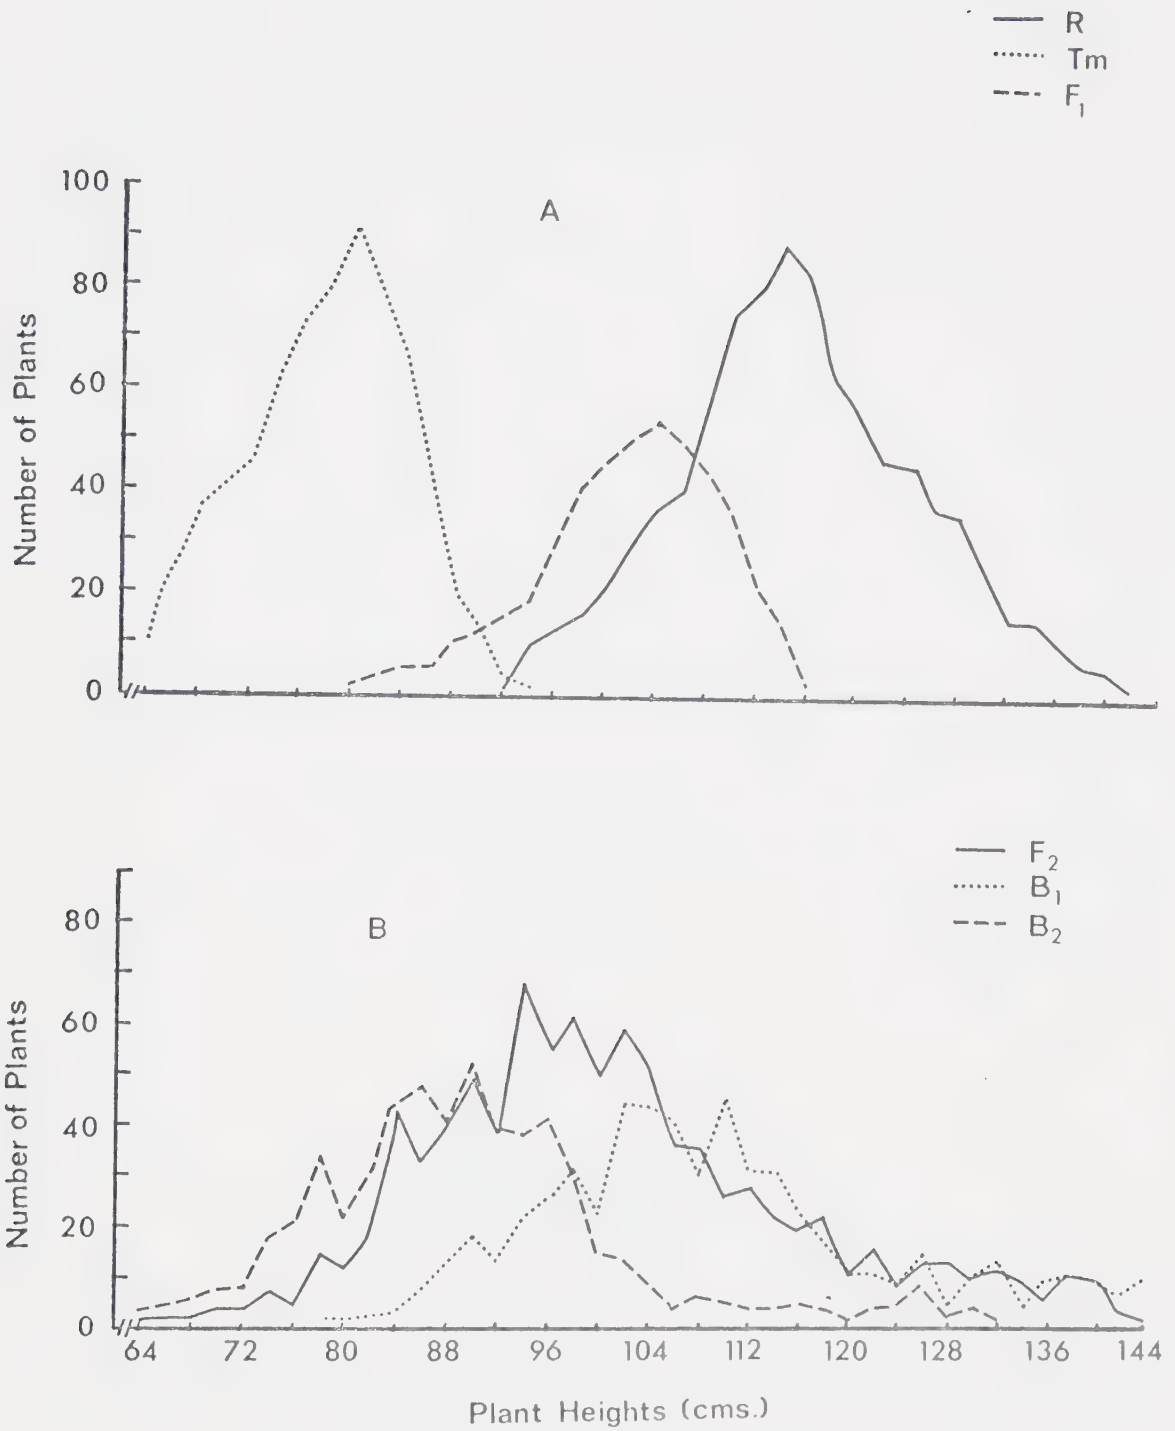 R
Tm
F₁
A
100
80
60
40
20
0
Number of Plants
F₂
B₁
B₂
B
80
60
40
20
0
Number of Plants
64 72 80 88 96 104 112 120 128 136 144
Plant Heights (cms.)